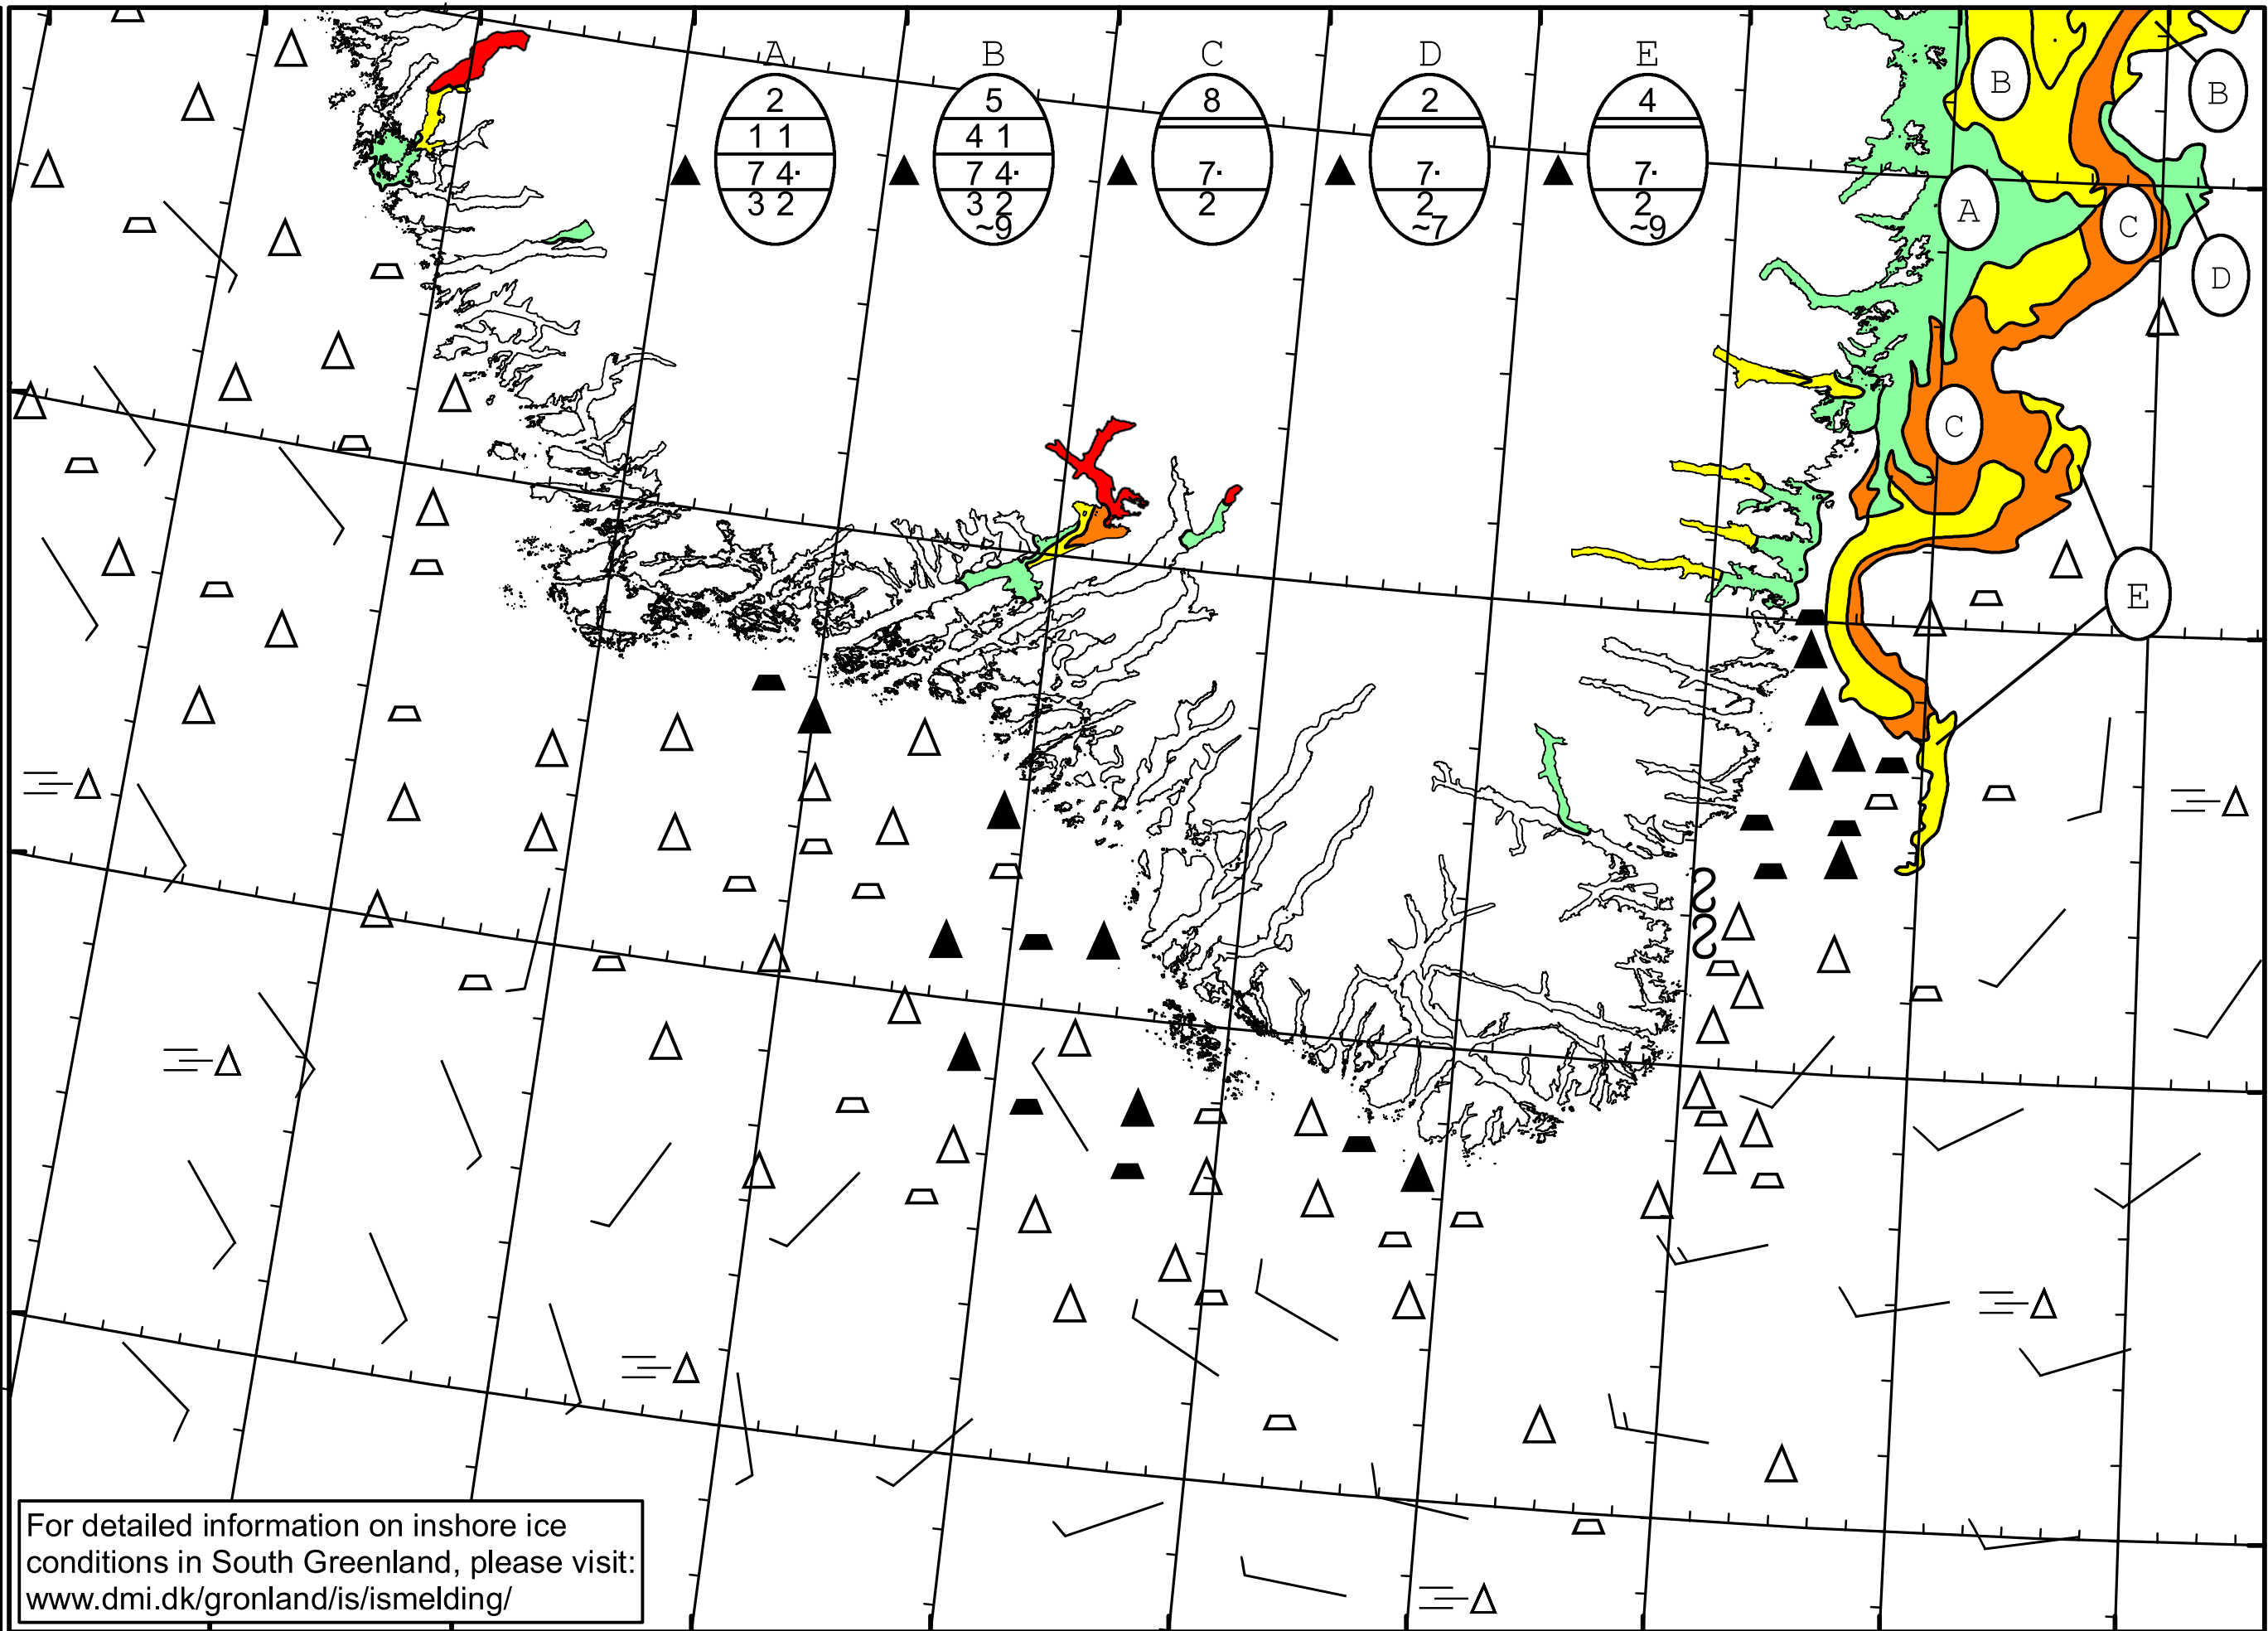 A B C D E
2 5 8 2 4
1 1 4 1
7 4· 7 4· 7· 7· 7·
3 2 3 2 2 2 2
~9 ~7 ~9
B
B
A
C
D
C
E
For detailed information on inshore ice
conditions in South Greenland, please visit:
www.dmi.dk/gronland/is/ismelding/